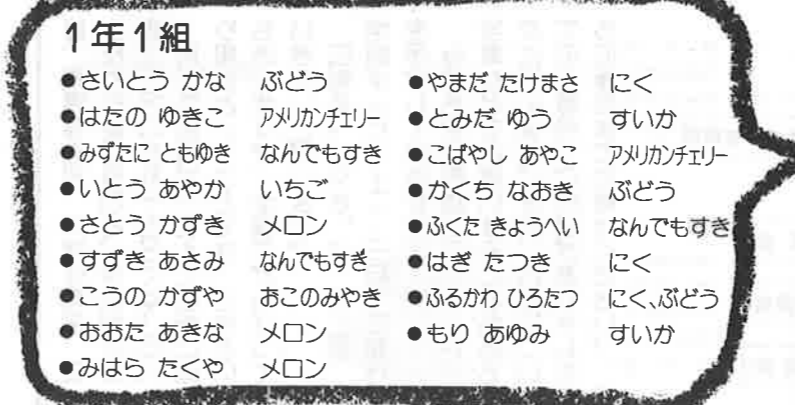 1年1組
●さいとう かな ぶどう
●はたの ゆきこ アメリカンチェリー
●みずたに ともゆき なんでもすき
●いとう あやか いちご
●さとう かずき メロン
●すずき あさみ なんでもすき
●こうの かずや おこのみやき
●おおた あきな メロン
●みはら たくや メロン
●やまだ たけまさ にく
●とみだ ゆう すいか
●こばやし あやこ アメリカンチェリー
●かくち なおき ぶどう
●ふくた きょうへい なんでもすき
●はぎ たつき にく
●ふるかわ ひろたつ にく、ぶどう
●もり あゆみ すいか